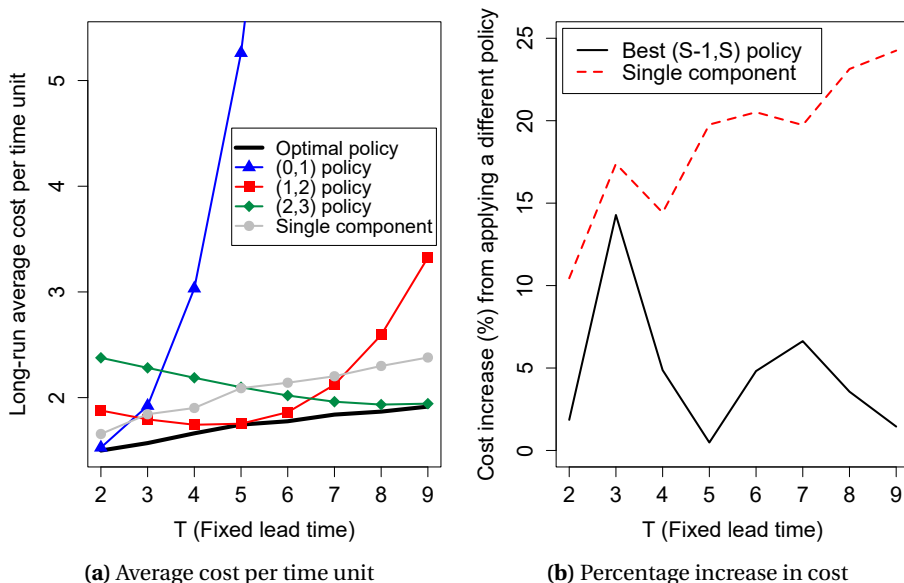 Long-run average cost per time unit
5
4
3
2
Optimal policy
(0,1) policy
(1,2) policy
(2,3) policy
Single component
2 3 4 5 6 7 8 9
T (Fixed lead time)
(a) Average cost per time unit
Cost increase (%) from applying a different policy
25
20
15
10
5
0
Best (S-1,S) policy
Single component
2 3 4 5 6 7 8 9
T (Fixed lead time)
(b) Percentage increase in cost